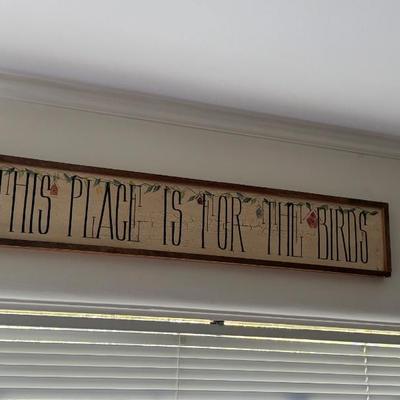 THIS PLACE IS FOR THE BIRDS